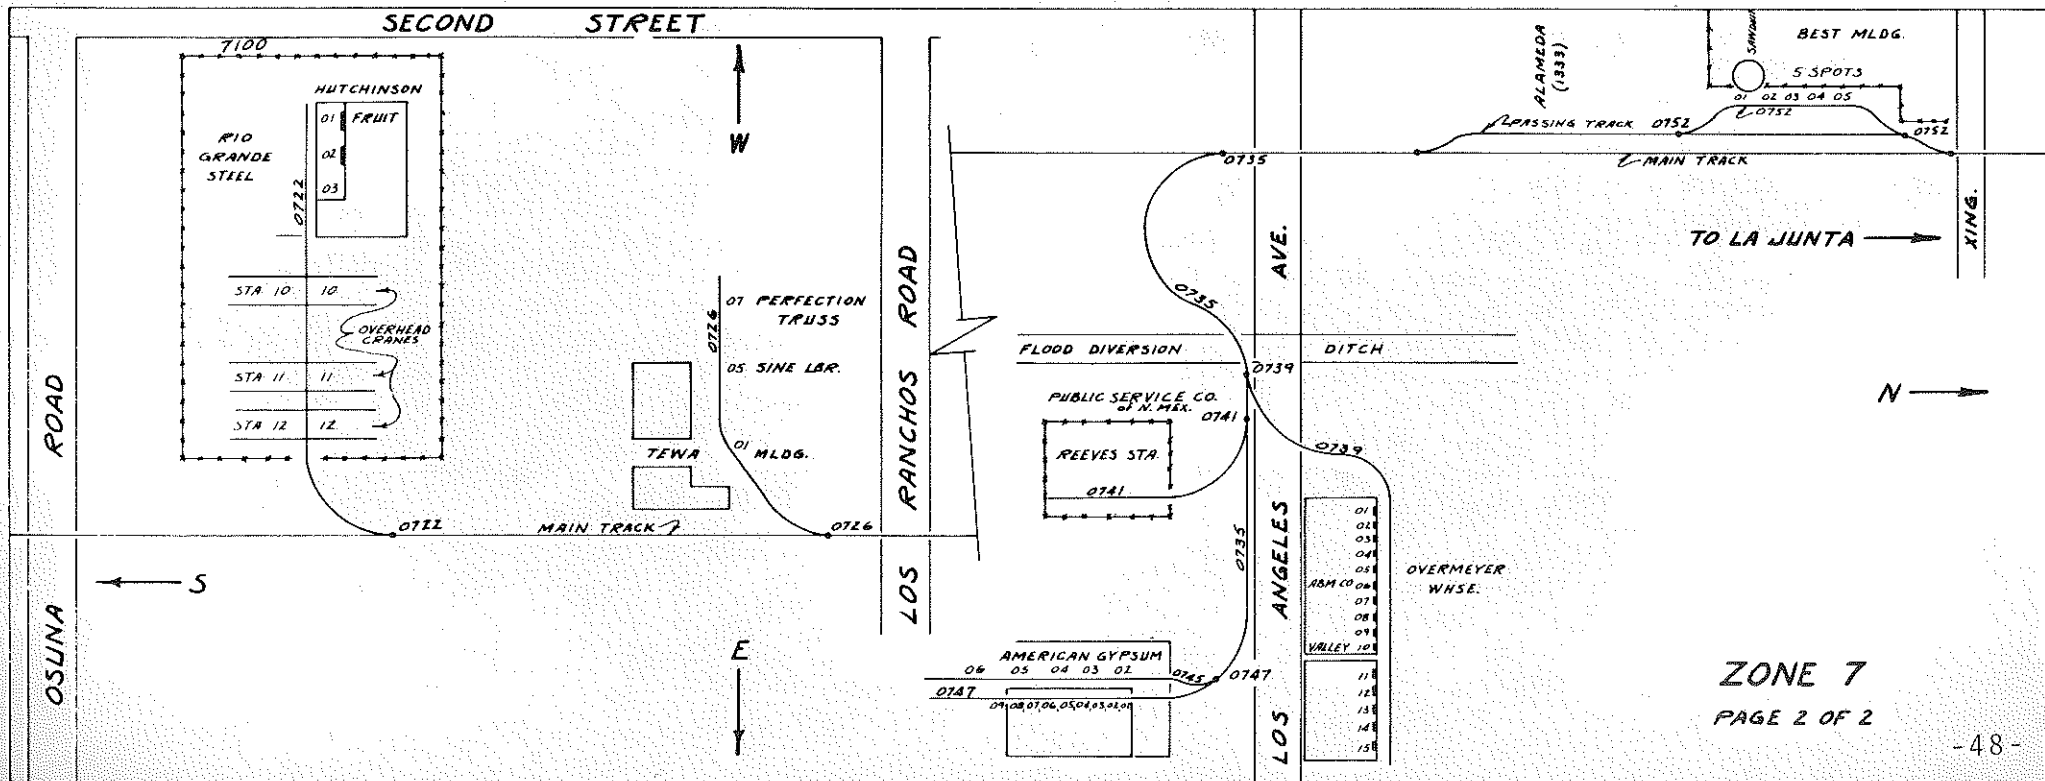 SECOND STREET
7100
HUTCHINSON
FRUIT
01
02
03
RIO
GRANDE
STEEL
0722
STA 10 10
OVERHEAD
CRANES
STA 11 11
STA 12 12
0722
MAIN TRACK
OSUNA ROAD
S
W
E
0726
07 PERFECTION
TRUSS
05 SINE LBR.
01 MLDG.
TEWA
0726
LOS RANCHOS ROAD
0735
0735
FLOOD DIVERSION DITCH
0739
PUBLIC SERVICE CO.
OF N. MEX.
0741
REEVES STA.
0741
0739
0735
AMERICAN GYPSUM
06 05 04 03 02
0745
0747
0747
09 08 07 06 05 04 03 02 01
LOS ANGELES AVE.
01
02
03
04
05
ABM CO 06
07
08
09
VALLEY 10
11
12
13
14
15
OVERMEYER
WHSE.
ALAMEDA
(1333)
BEST MLDG.
5 SPOTS
01 02 03 04 05
0752
PASSING TRACK 0752
0752
MAIN TRACK
TO LA JUNTA
XING.
N
ZONE 7
PAGE 2 OF 2
-48-